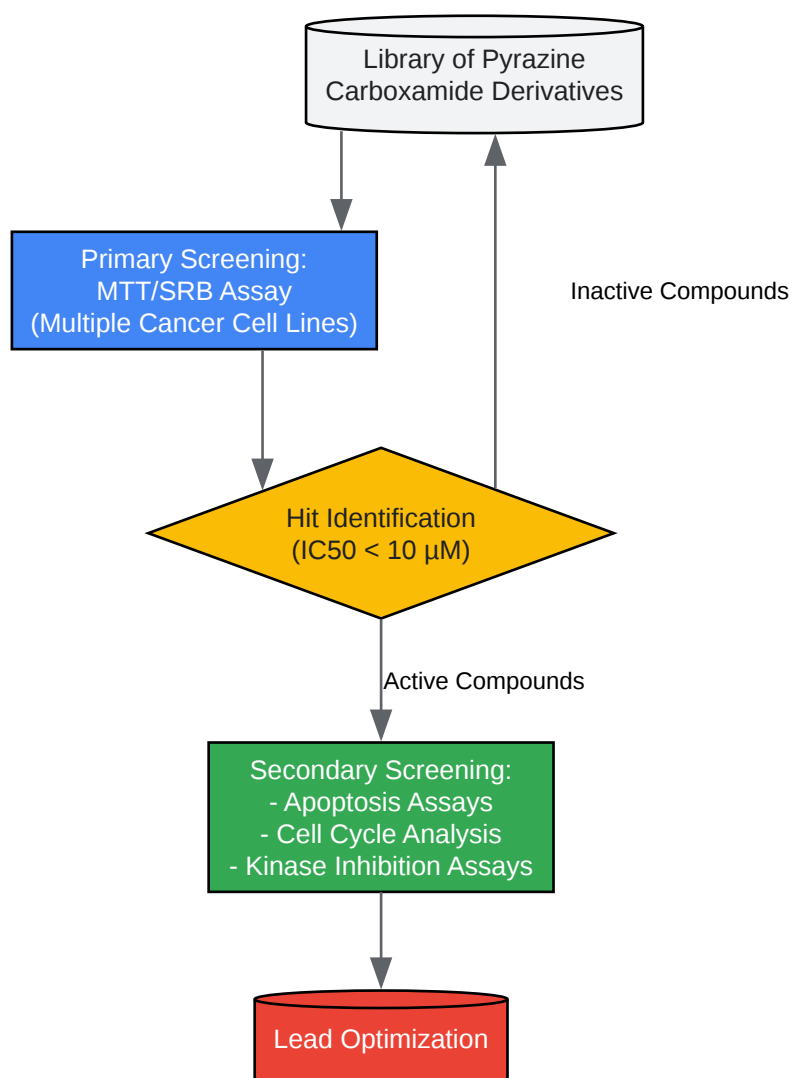 Library of Pyrazine
Carboxamide Derivatives
Primary Screening:
MTT/SRB Assay
(Multiple Cancer Cell Lines)
Inactive Compounds
Hit Identification
(IC50 < 10 µM)
Active Compounds
Secondary Screening:
- Apoptosis Assays
- Cell Cycle Analysis
- Kinase Inhibition Assays
Lead Optimization